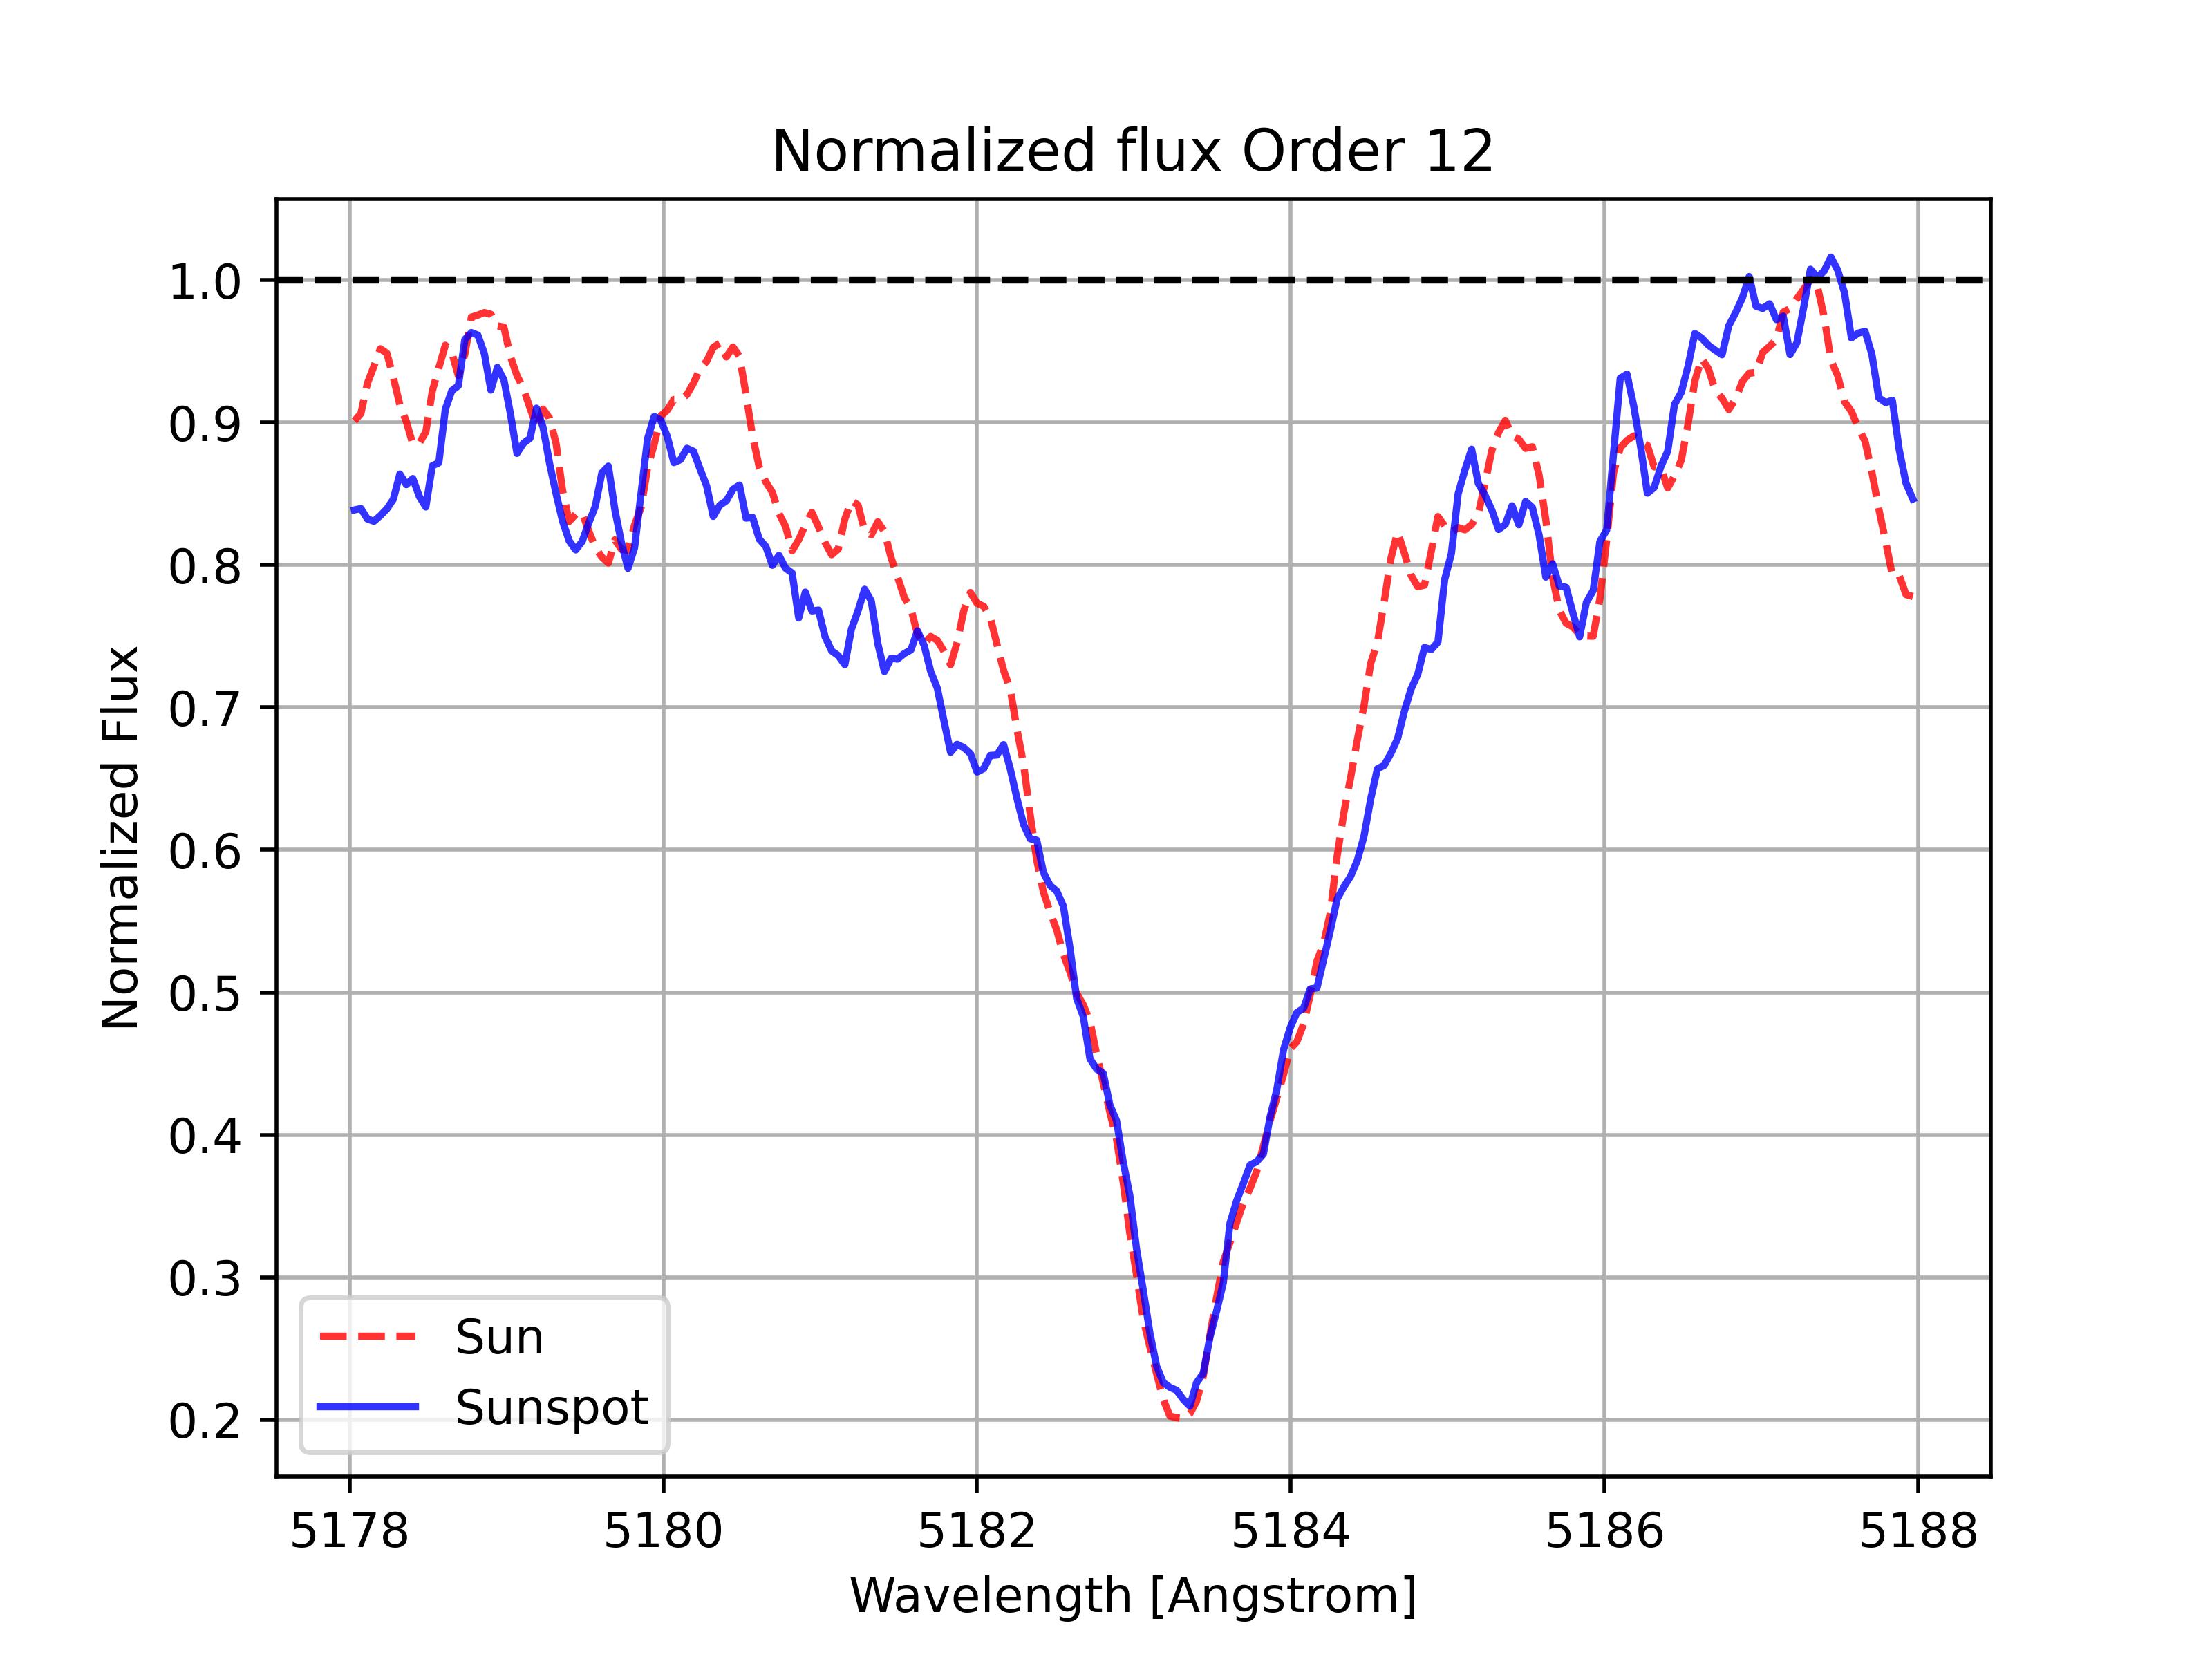 Normalized flux Order 12
Normalized Flux
1.0
0.9
0.8
0.7
0.6
0.5
0.4
0.3
0.2
Sun
Sunspot
5178 5180 5182 5184 5186 5188
Wavelength [Angstrom]